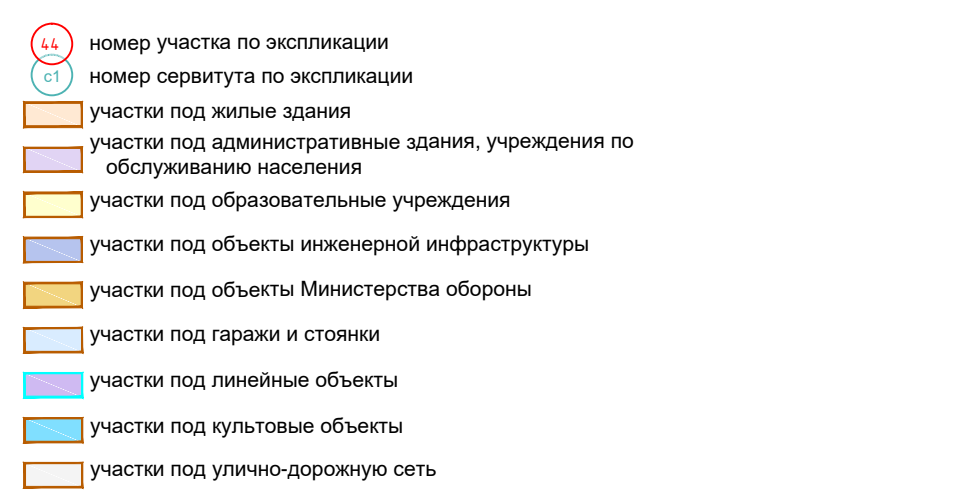 44 номер участка по экспликации
с1 номер сервитута по экспликации
участки под жилые здания
участки под административные здания, учреждения по
обслуживанию населения
участки под образовательные учреждения
участки под объекты инженерной инфраструктуры
участки под объекты Министерства обороны
участки под гаражи и стоянки
участки под линейные объекты
участки под культовые объекты
участки под улично-дорожную сеть